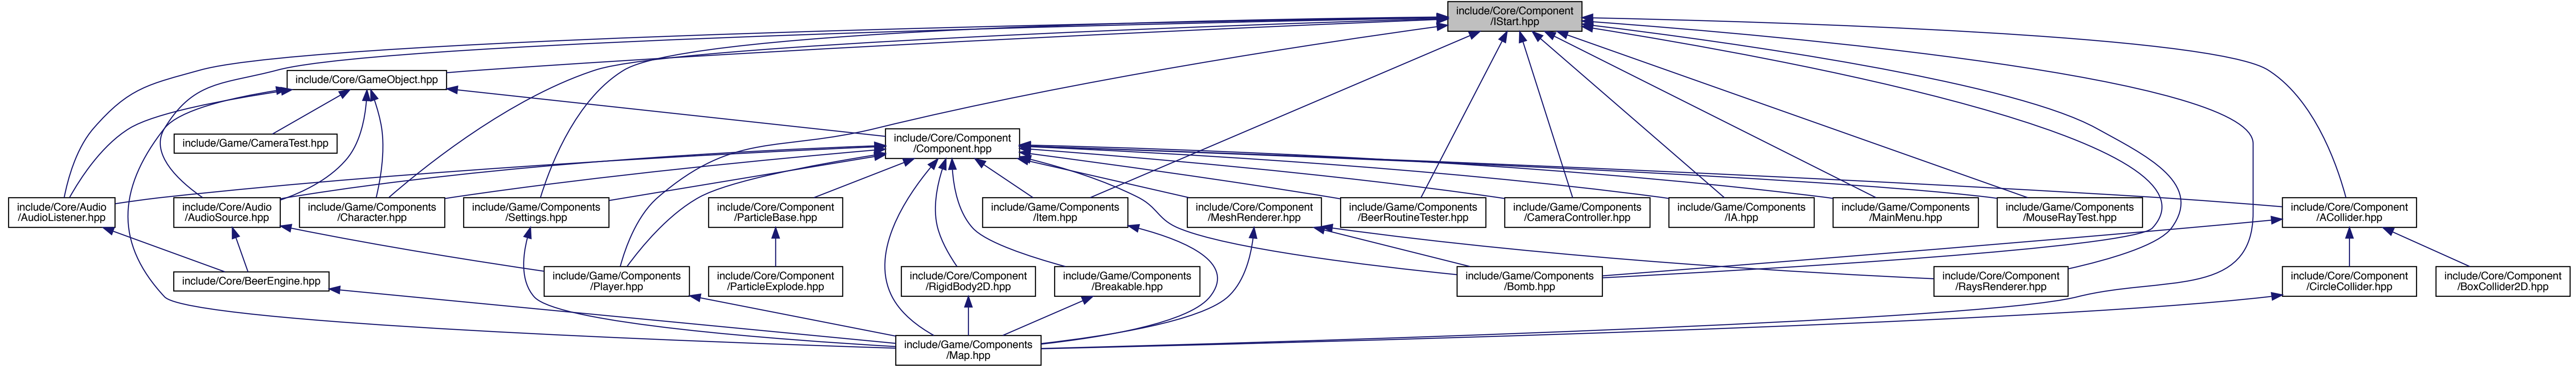 include/Core/Component
/IStart.hpp
include/Core/GameObject.hpp
include/Game/CameraTest.hpp
include/Core/Component
/Component.hpp
include/Core/Audio
/AudioListener.hpp
include/Core/Audio
/AudioSource.hpp
include/Game/Components
/Character.hpp
include/Game/Components
/Settings.hpp
include/Core/Component
/ParticleBase.hpp
include/Game/Components
/Item.hpp
include/Core/Component
/MeshRenderer.hpp
include/Game/Components
/BeerRoutineTester.hpp
include/Game/Components
/CameraController.hpp
include/Game/Components
/IA.hpp
include/Game/Components
/MainMenu.hpp
include/Game/Components
/MouseRayTest.hpp
include/Core/Component
/ACollider.hpp
include/Core/BeerEngine.hpp
include/Game/Components
/Player.hpp
include/Core/Component
/ParticleExplode.hpp
include/Core/Component
/RigidBody2D.hpp
include/Game/Components
/Breakable.hpp
include/Game/Components
/Bomb.hpp
include/Core/Component
/RaysRenderer.hpp
include/Core/Component
/CircleCollider.hpp
include/Core/Component
/BoxCollider2D.hpp
include/Game/Components
/Map.hpp